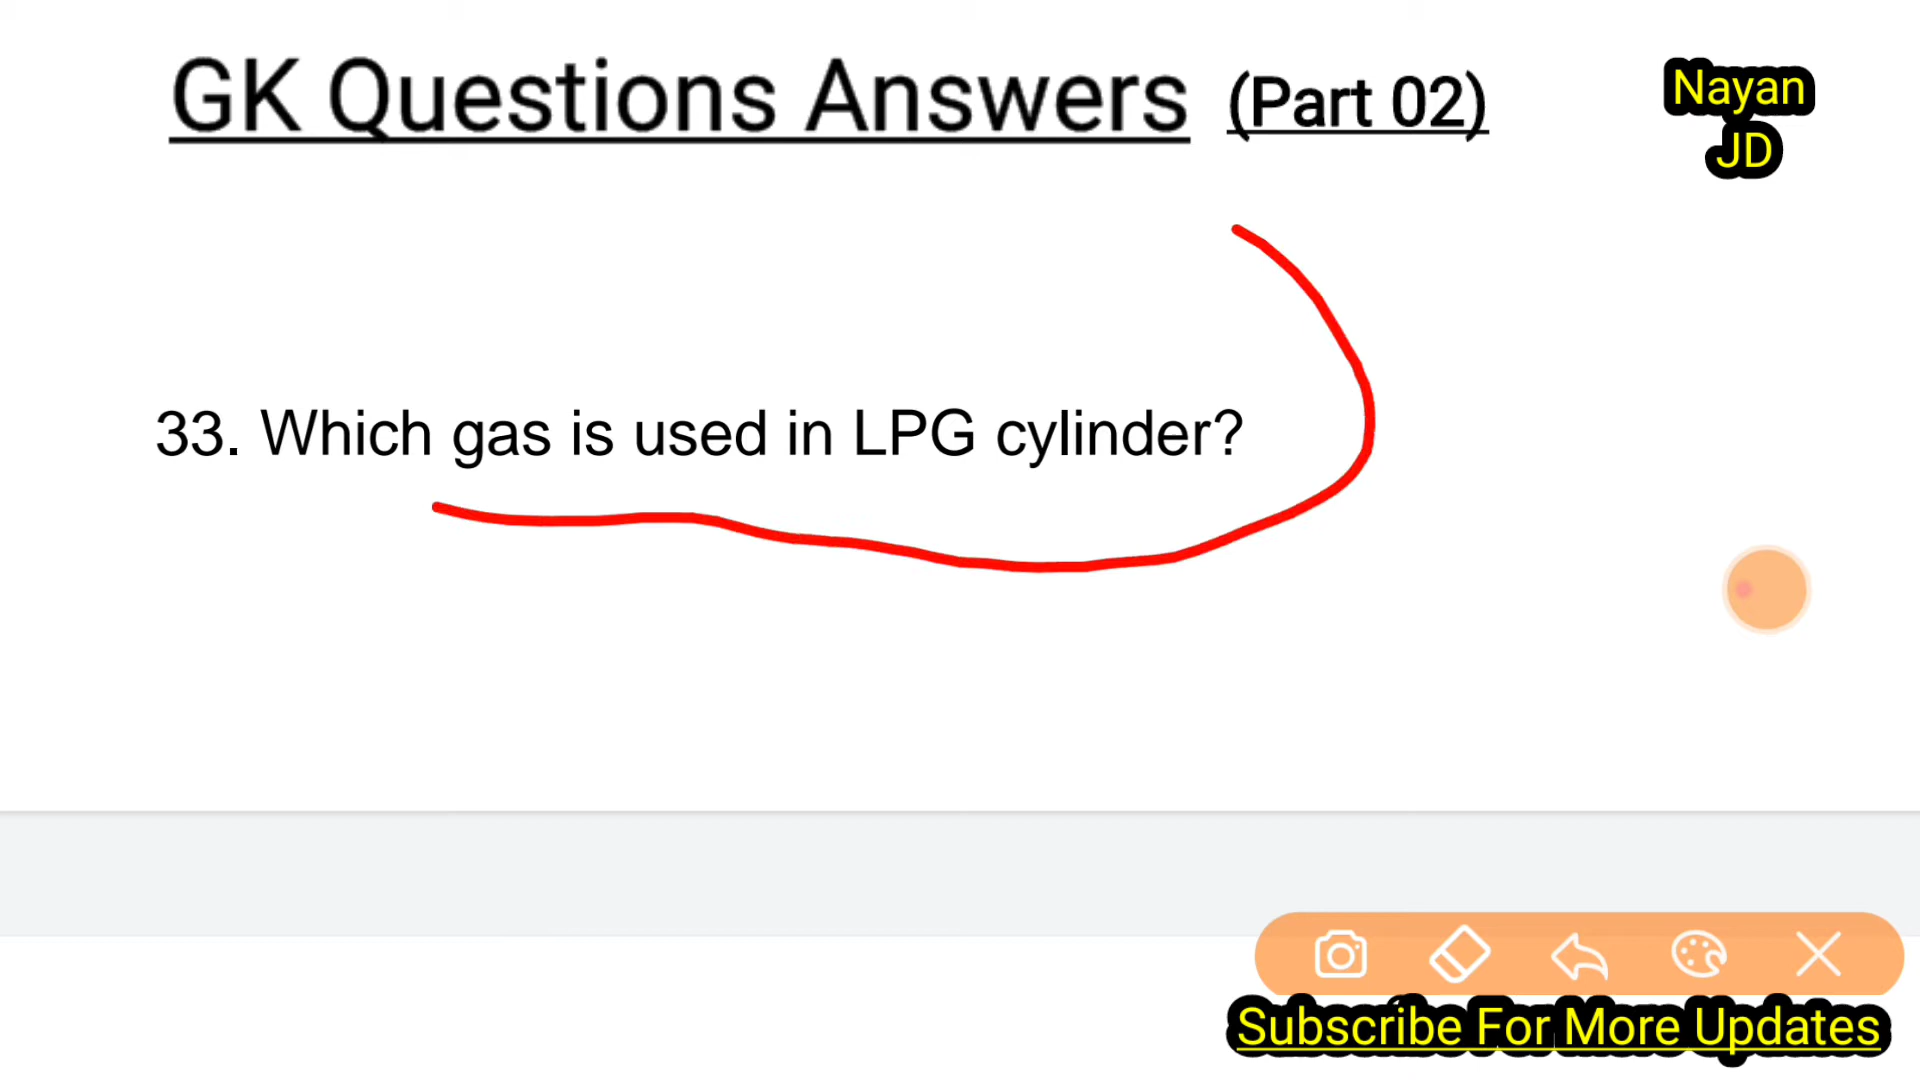 GK Questions Answers (Part 02)
Nayan
JD
33. Which gas is used in LPG cylinder?
Subscribe For More Updates